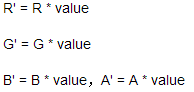 R' = R * value
G' = G * value
B' = B * value，A' = A * value